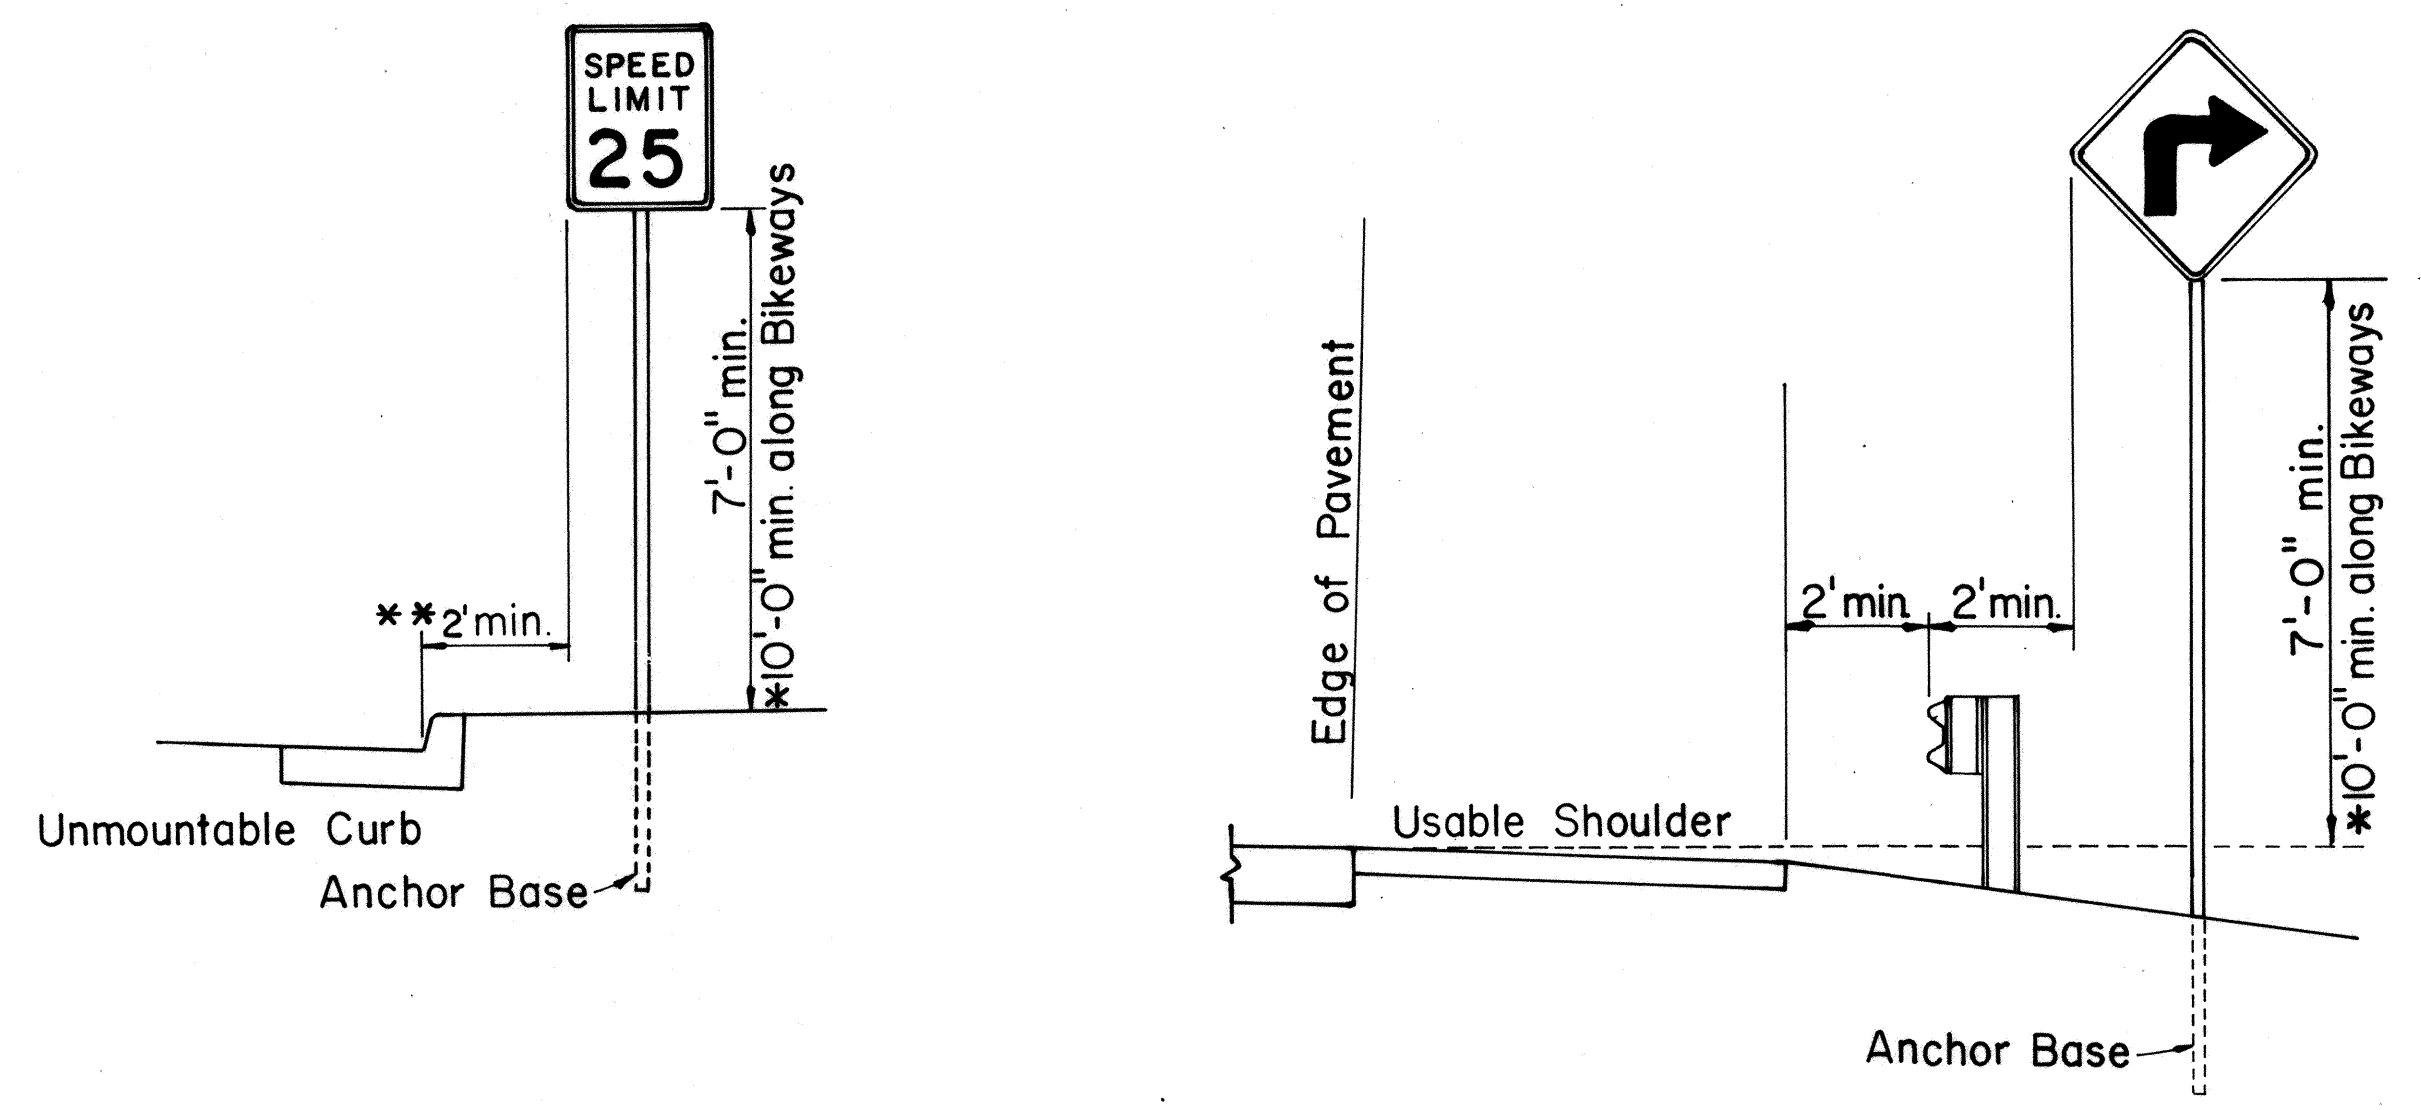 SPEED
LIMIT
25
7'-0" min.
*10'-0" min. along Bikeways
**2' min.
Unmountable Curb
Anchor Base
Edge of Pavement
2' min
2' min.
7'-0" min.
*10'-0" min. along Bikeways
Usable Shoulder
Anchor Base